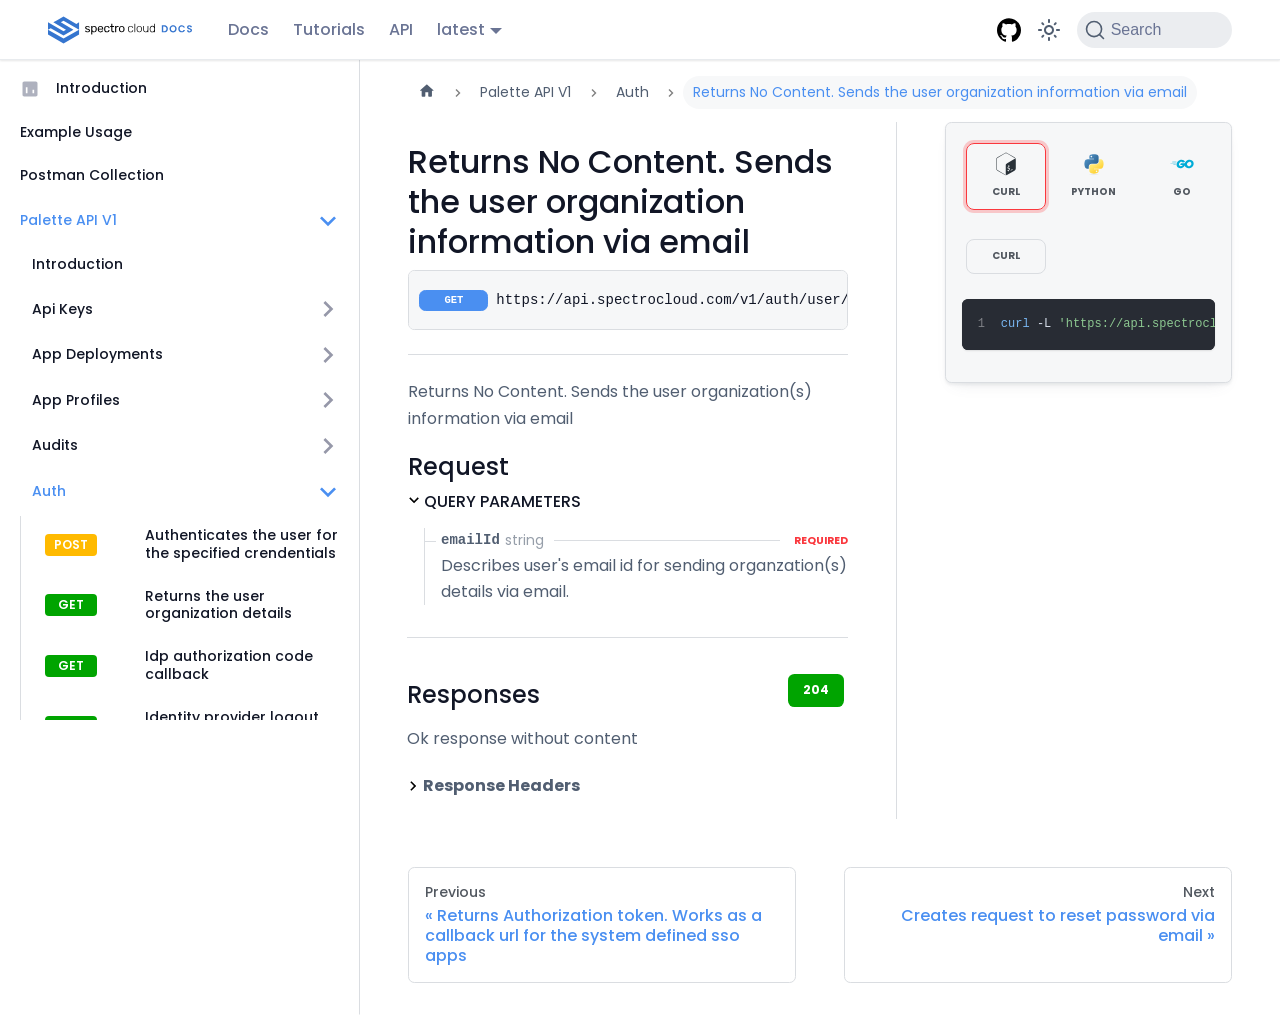 spectro cloud DOCS
Docs
Tutorials
API
latest
Search
Introduction
Example Usage
Postman Collection
Palette API V1
Introduction
Api Keys
App Deployments
App Profiles
Audits
Auth
POST
Authenticates the user for
the specified crendentials
GET
Returns the user
organization details
GET
Idp authorization code
callback
Identity provider logout
Palette API V1
Auth
Returns No Content. Sends the user organization information via email
Returns No Content. Sends
the user organization
information via email
GET https://api.spectrocloud.com/v1/auth/user/
Returns No Content. Sends the user organization(s)
information via email
Request
QUERY PARAMETERS
emailId string REQUIRED
Describes user's email id for sending organzation(s)
details via email.
Responses
204
Ok response without content
Response Headers
CURL
PYTHON
GO
CURL
1 curl -L 'https://api.spectrocl
Previous
« Returns Authorization token. Works as a
callback url for the system defined sso
apps
Next
Creates request to reset password via
email »